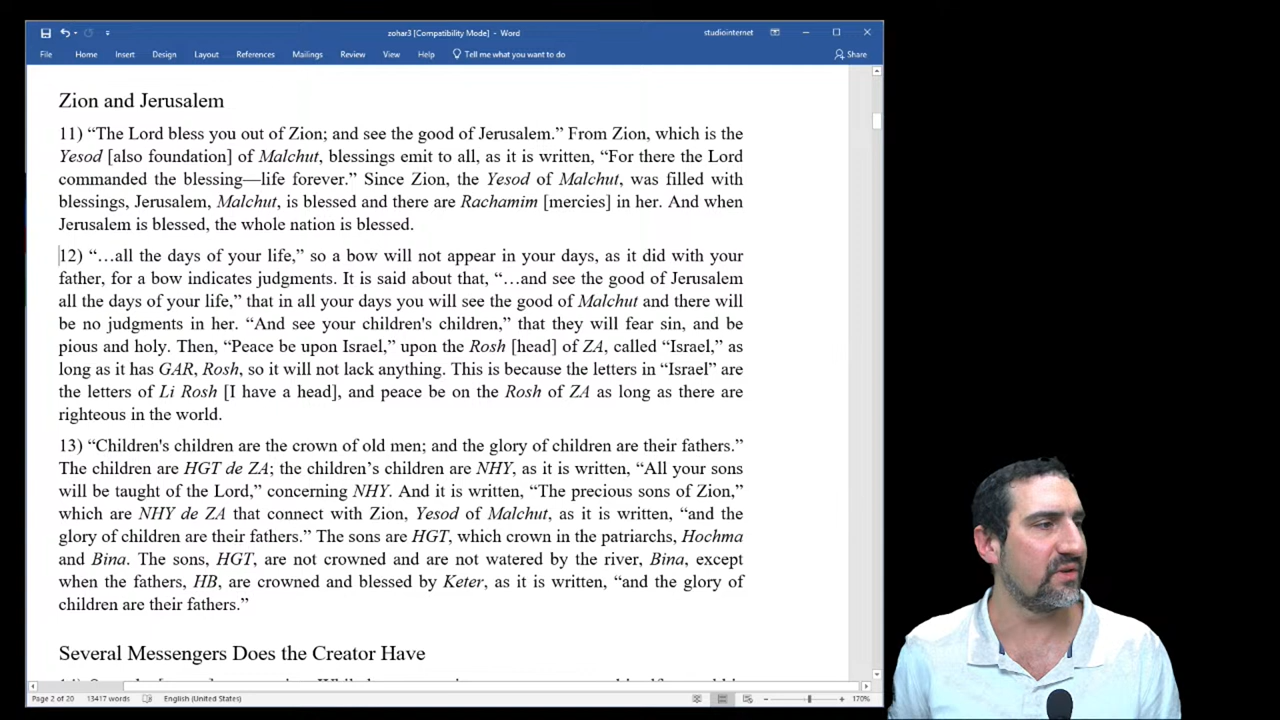 zohar3 [Compatibility Mode] - Word
studiointernet
File Home Insert Design Layout References Mailings Review View Help Tell me what you want to do Share
Zion and Jerusalem
11) “The Lord bless you out of Zion; and see the good of Jerusalem.” From Zion, which is the
Yesod [also foundation] of Malchut, blessings emit to all, as it is written, “For there the Lord
commanded the blessing—life forever.” Since Zion, the Yesod of Malchut, was filled with
blessings, Jerusalem, Malchut, is blessed and there are Rachamim [mercies] in her. And when
Jerusalem is blessed, the whole nation is blessed.
12) “…all the days of your life,” so a bow will not appear in your days, as it did with your
father, for a bow indicates judgments. It is said about that, “…and see the good of Jerusalem
all the days of your life,” that in all your days you will see the good of Malchut and there will
be no judgments in her. “And see your children's children,” that they will fear sin, and be
pious and holy. Then, “Peace be upon Israel,” upon the Rosh [head] of ZA, called “Israel,” as
long as it has GAR, Rosh, so it will not lack anything. This is because the letters in “Israel” are
the letters of Li Rosh [I have a head], and peace be on the Rosh of ZA as long as there are
righteous in the world.
13) “Children's children are the crown of old men; and the glory of children are their fathers.”
The children are HGT de ZA; the children’s children are NHY, as it is written, “All your sons
will be taught of the Lord,” concerning NHY. And it is written, “The precious sons of Zion,”
which are NHY de ZA that connect with Zion, Yesod of Malchut, as it is written, “and the
glory of children are their fathers.” The sons are HGT, which crown in the patriarchs, Hochma
and Bina. The sons, HGT, are not crowned and are not watered by the river, Bina, except
when the fathers, HB, are crowned and blessed by Keter, as it is written, “and the glory of
children are their fathers.”
Several Messengers Does the Creator Have
Page 2 of 20 13417 words English (United States) 170%